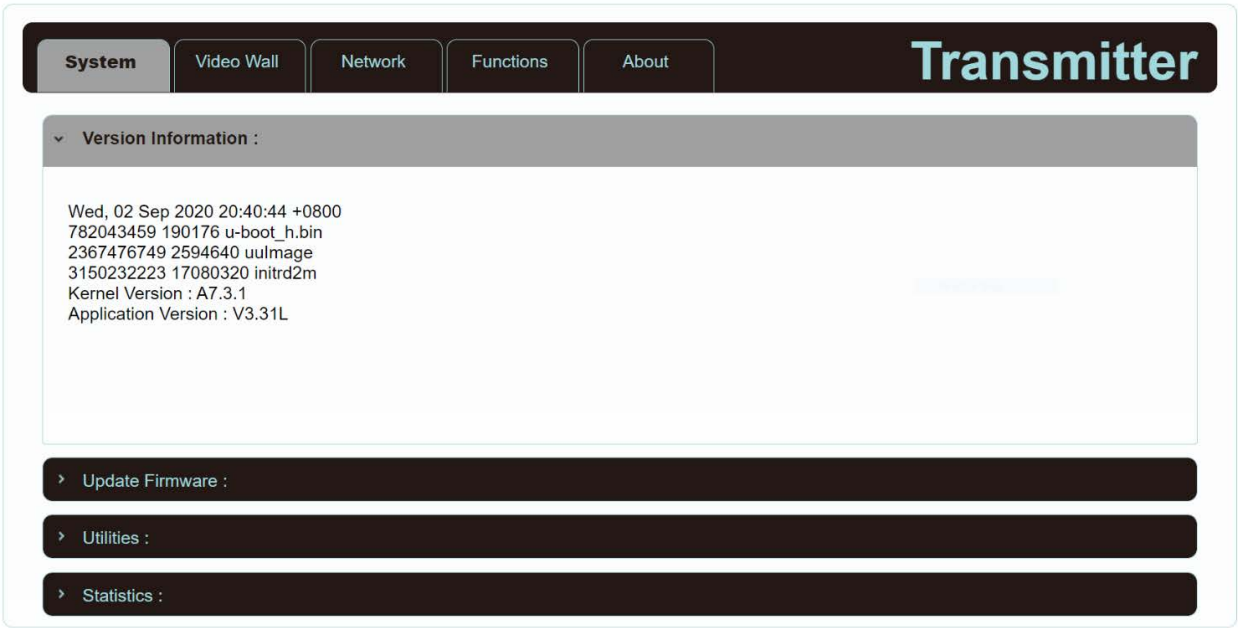 System
Video Wall
Network
Functions
About
Transmitter
Version Information :
Wed, 02 Sep 2020 20:40:44 +0800
782043459 190176 u-boot_h.bin
2367476749 2594640 uuImage
3150232223 17080320 initrd2m
Kernel Version : A7.3.1
Application Version : V3.31L
Update Firmware :
Utilities :
Statistics :